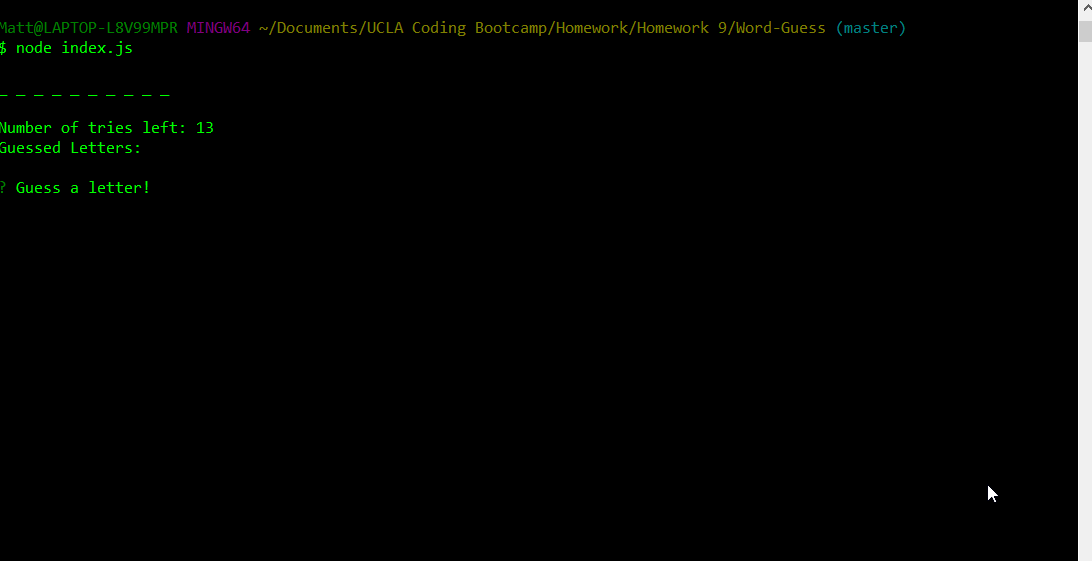 Matt@LAPTOP-L8V99MPR MINGW64 ~/Documents/UCLA Coding Bootcamp/Homework/Homework 9/Word-Guess (master)
$ node index.js
_ _ _ _ _ _ _ _ _ _
Number of tries left: 13
Guessed Letters:
? Guess a letter!